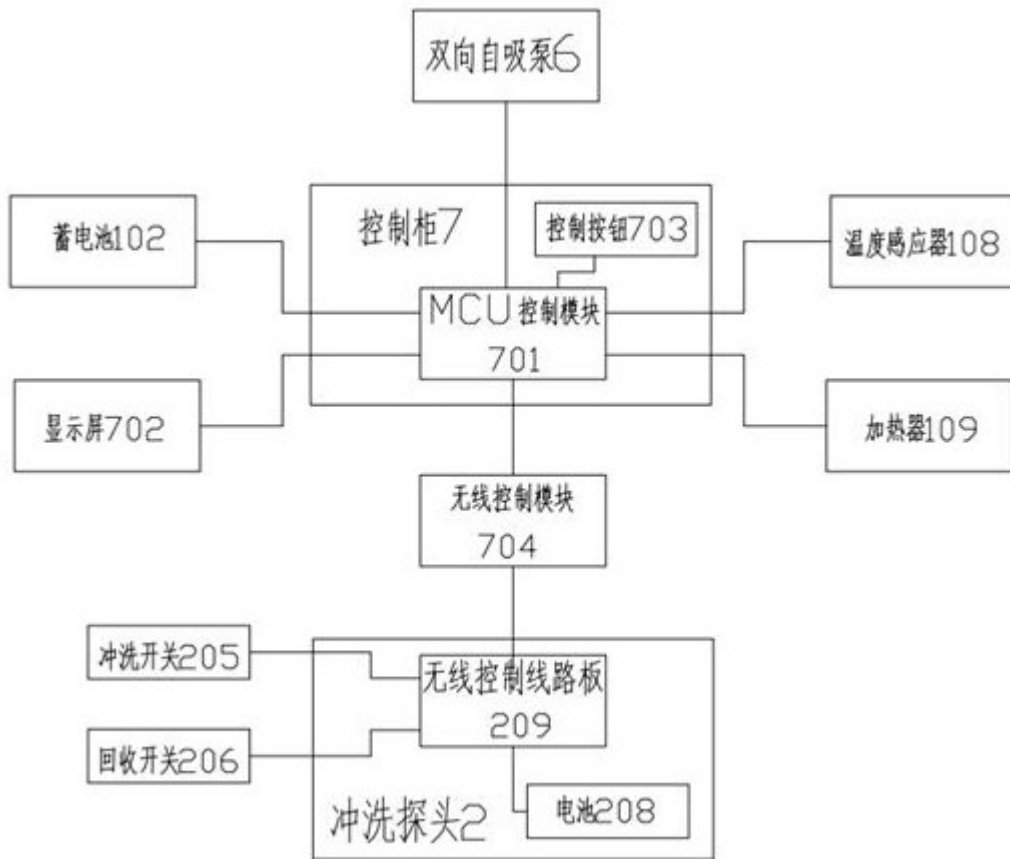 双向自吸泵6
控制柜7
控制按钮703
蓄电池102
温度感应器108
MCU控制模块
701
显示屏702
加热器109
无线控制模块
704
冲洗开关205
无线控制线路板
209
回收开关206
电池208
冲洗探头2